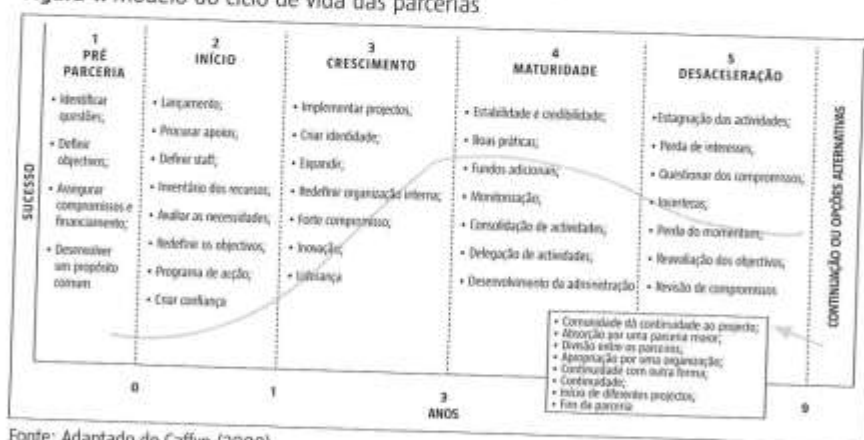 Figura 1. Modelo do ciclo de vida das parcerias
SUCESSO
1
PRÉ
PARCERIA
• Identificar
questões;
• Definir
objectivos;
• Assegurar
compromissos e
financiamento;
• Desenvolver
um propósito
comum
2
INÍCIO
• Lançamento;
• Procurar apoios;
• Definir staff;
• Inventário dos recursos;
• Avaliar as necessidades;
• Redefinir os objectivos;
• Programa de acção;
• Criar confiança
3
CRESCIMENTO
• Implementar projectos;
• Criar identidade;
• Expandir;
• Redefinir organização interna;
• Forte compromisso;
• Inovação;
• Liderança
4
MATURIDADE
• Estabilidade e credibilidade;
• Boas práticas;
• Fundos adicionais;
• Monitorização;
• Consolidação de actividades;
• Delegação de actividades;
• Desenvolvimento da administração
5
DESACELERAÇÃO
• Estagnação das actividades;
• Perda de interesses;
• Questionar dos compromissos;
• Incertezas;
• Perda do momentum;
• Reavaliação dos objectivos;
• Revisão de compromissos
CONTINUAÇÃO OU OPÇÕES ALTERNATIVAS
• Comunidade dá continuidade ao projecto;
• Absorção por uma parceria maior;
• Divisão entre os parceiros;
• Apropriação por uma organização;
• Continuidade com outra forma;
• Continuidade;
• Início de diferentes projectos;
• Fim da parceria
0
1
3
9
ANOS
Fonte: Adaptado de Caffyn (2000)